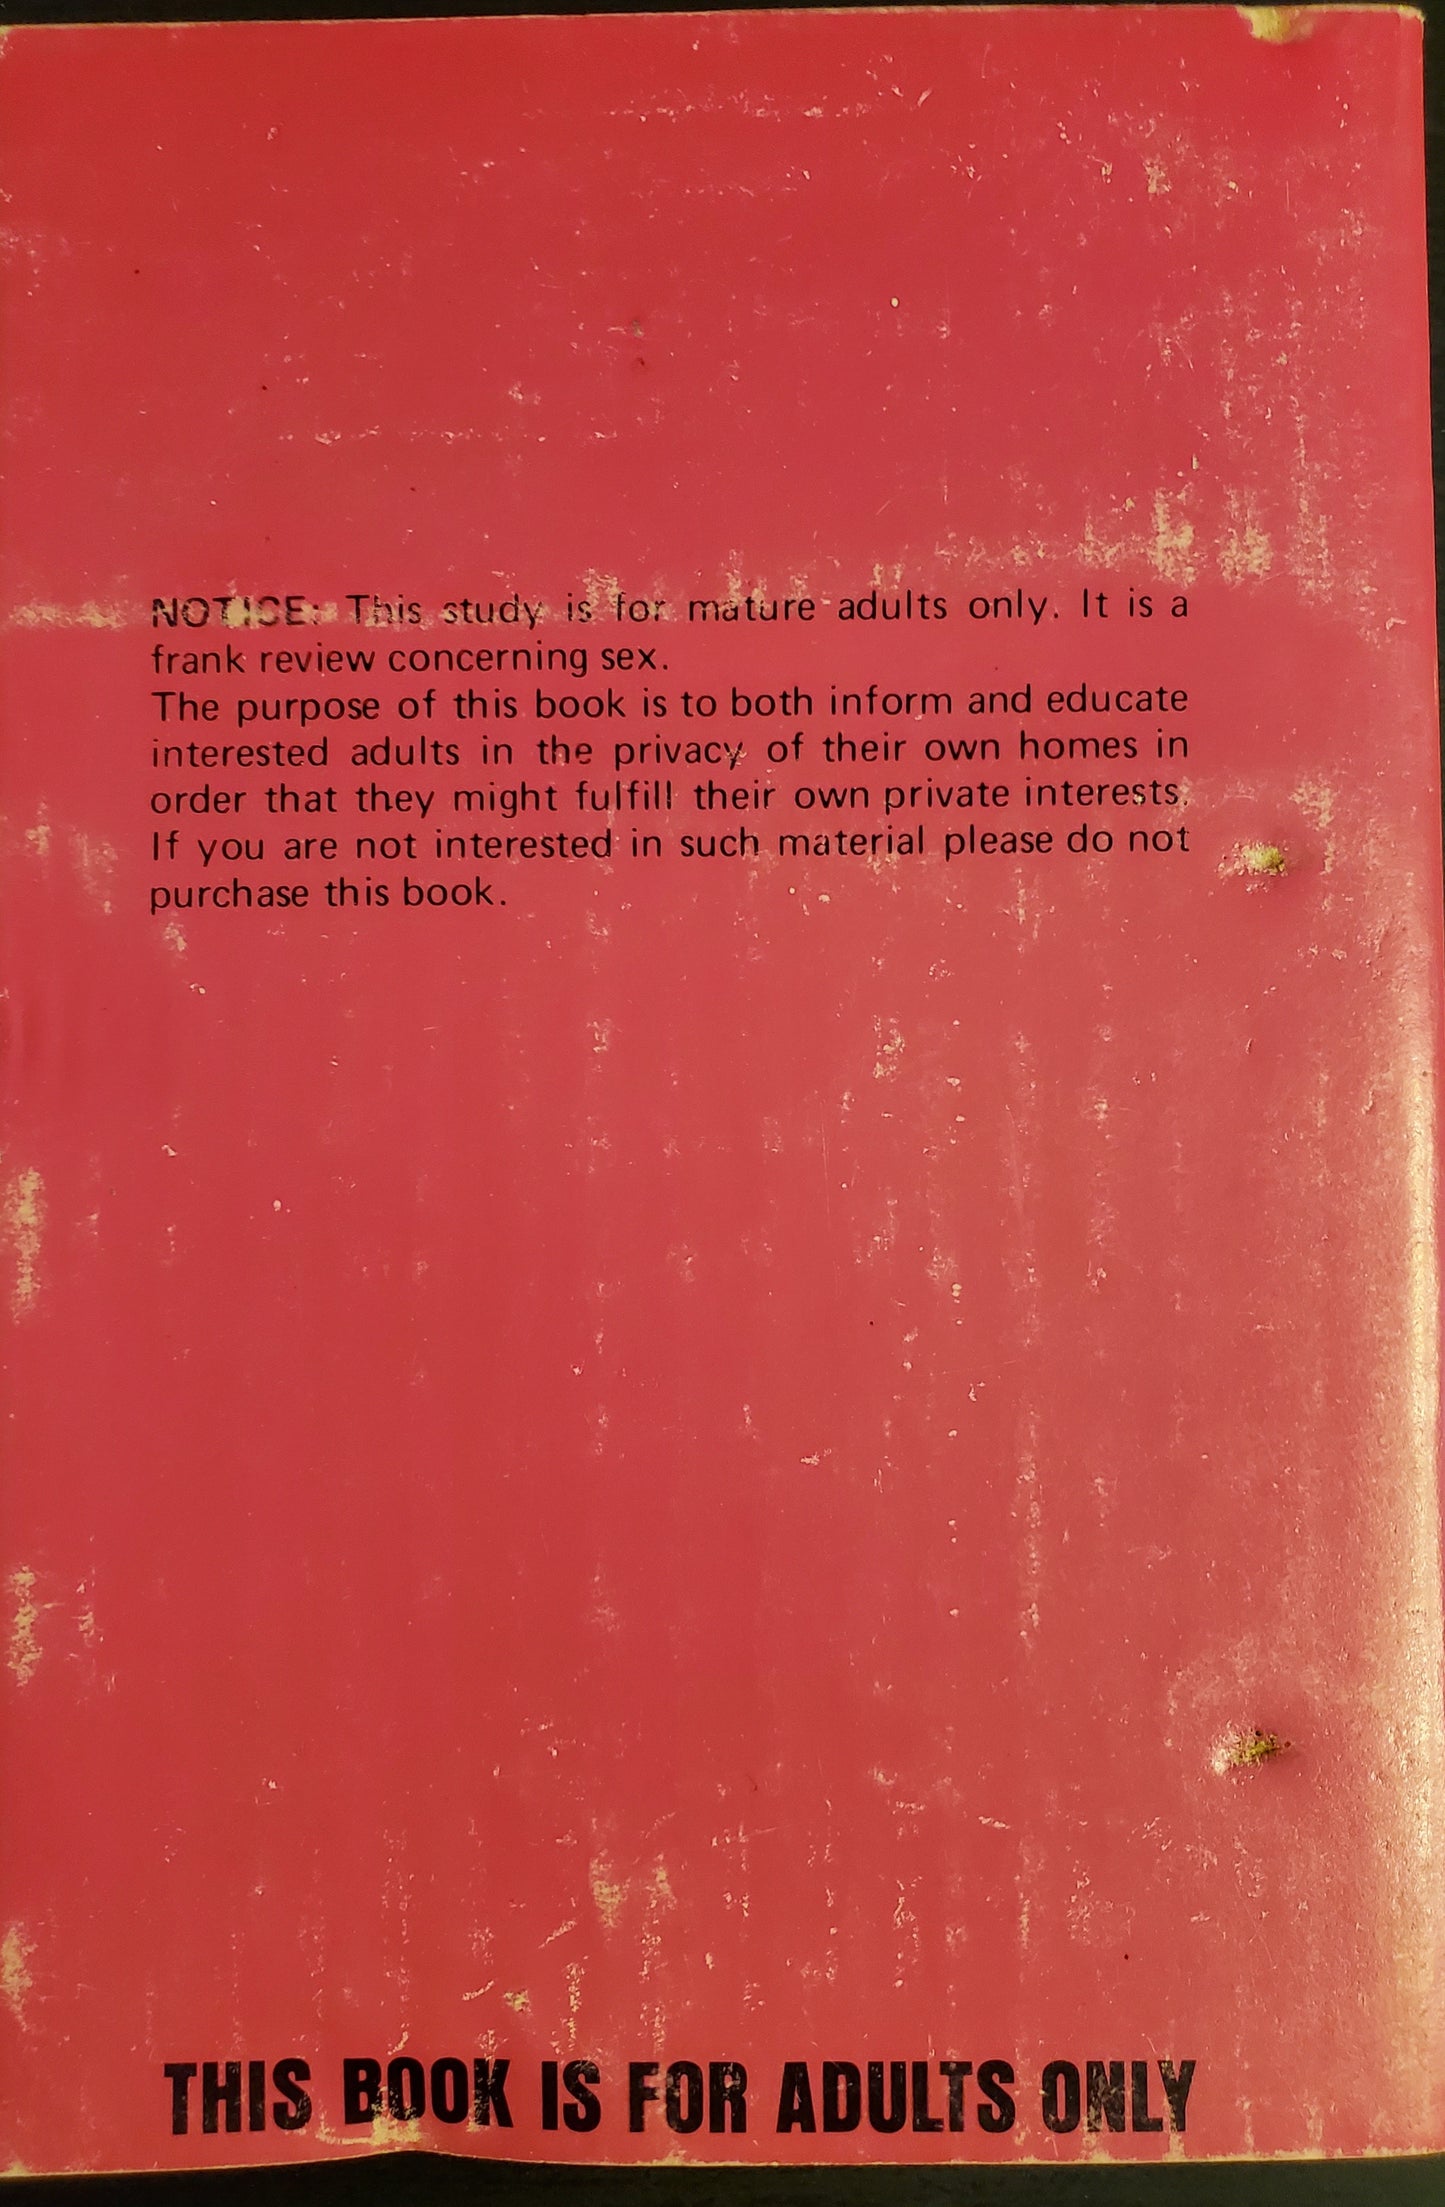 NOTICE: This study is for mature adults only. It is a
frank review concerning sex.
The purpose of this book is to both inform and educate
interested adults in the privacy of their own homes in
order that they might fulfill their own private interests.
If you are not interested in such material please do not
purchase this book.
THIS BOOK IS FOR ADULTS ONLY